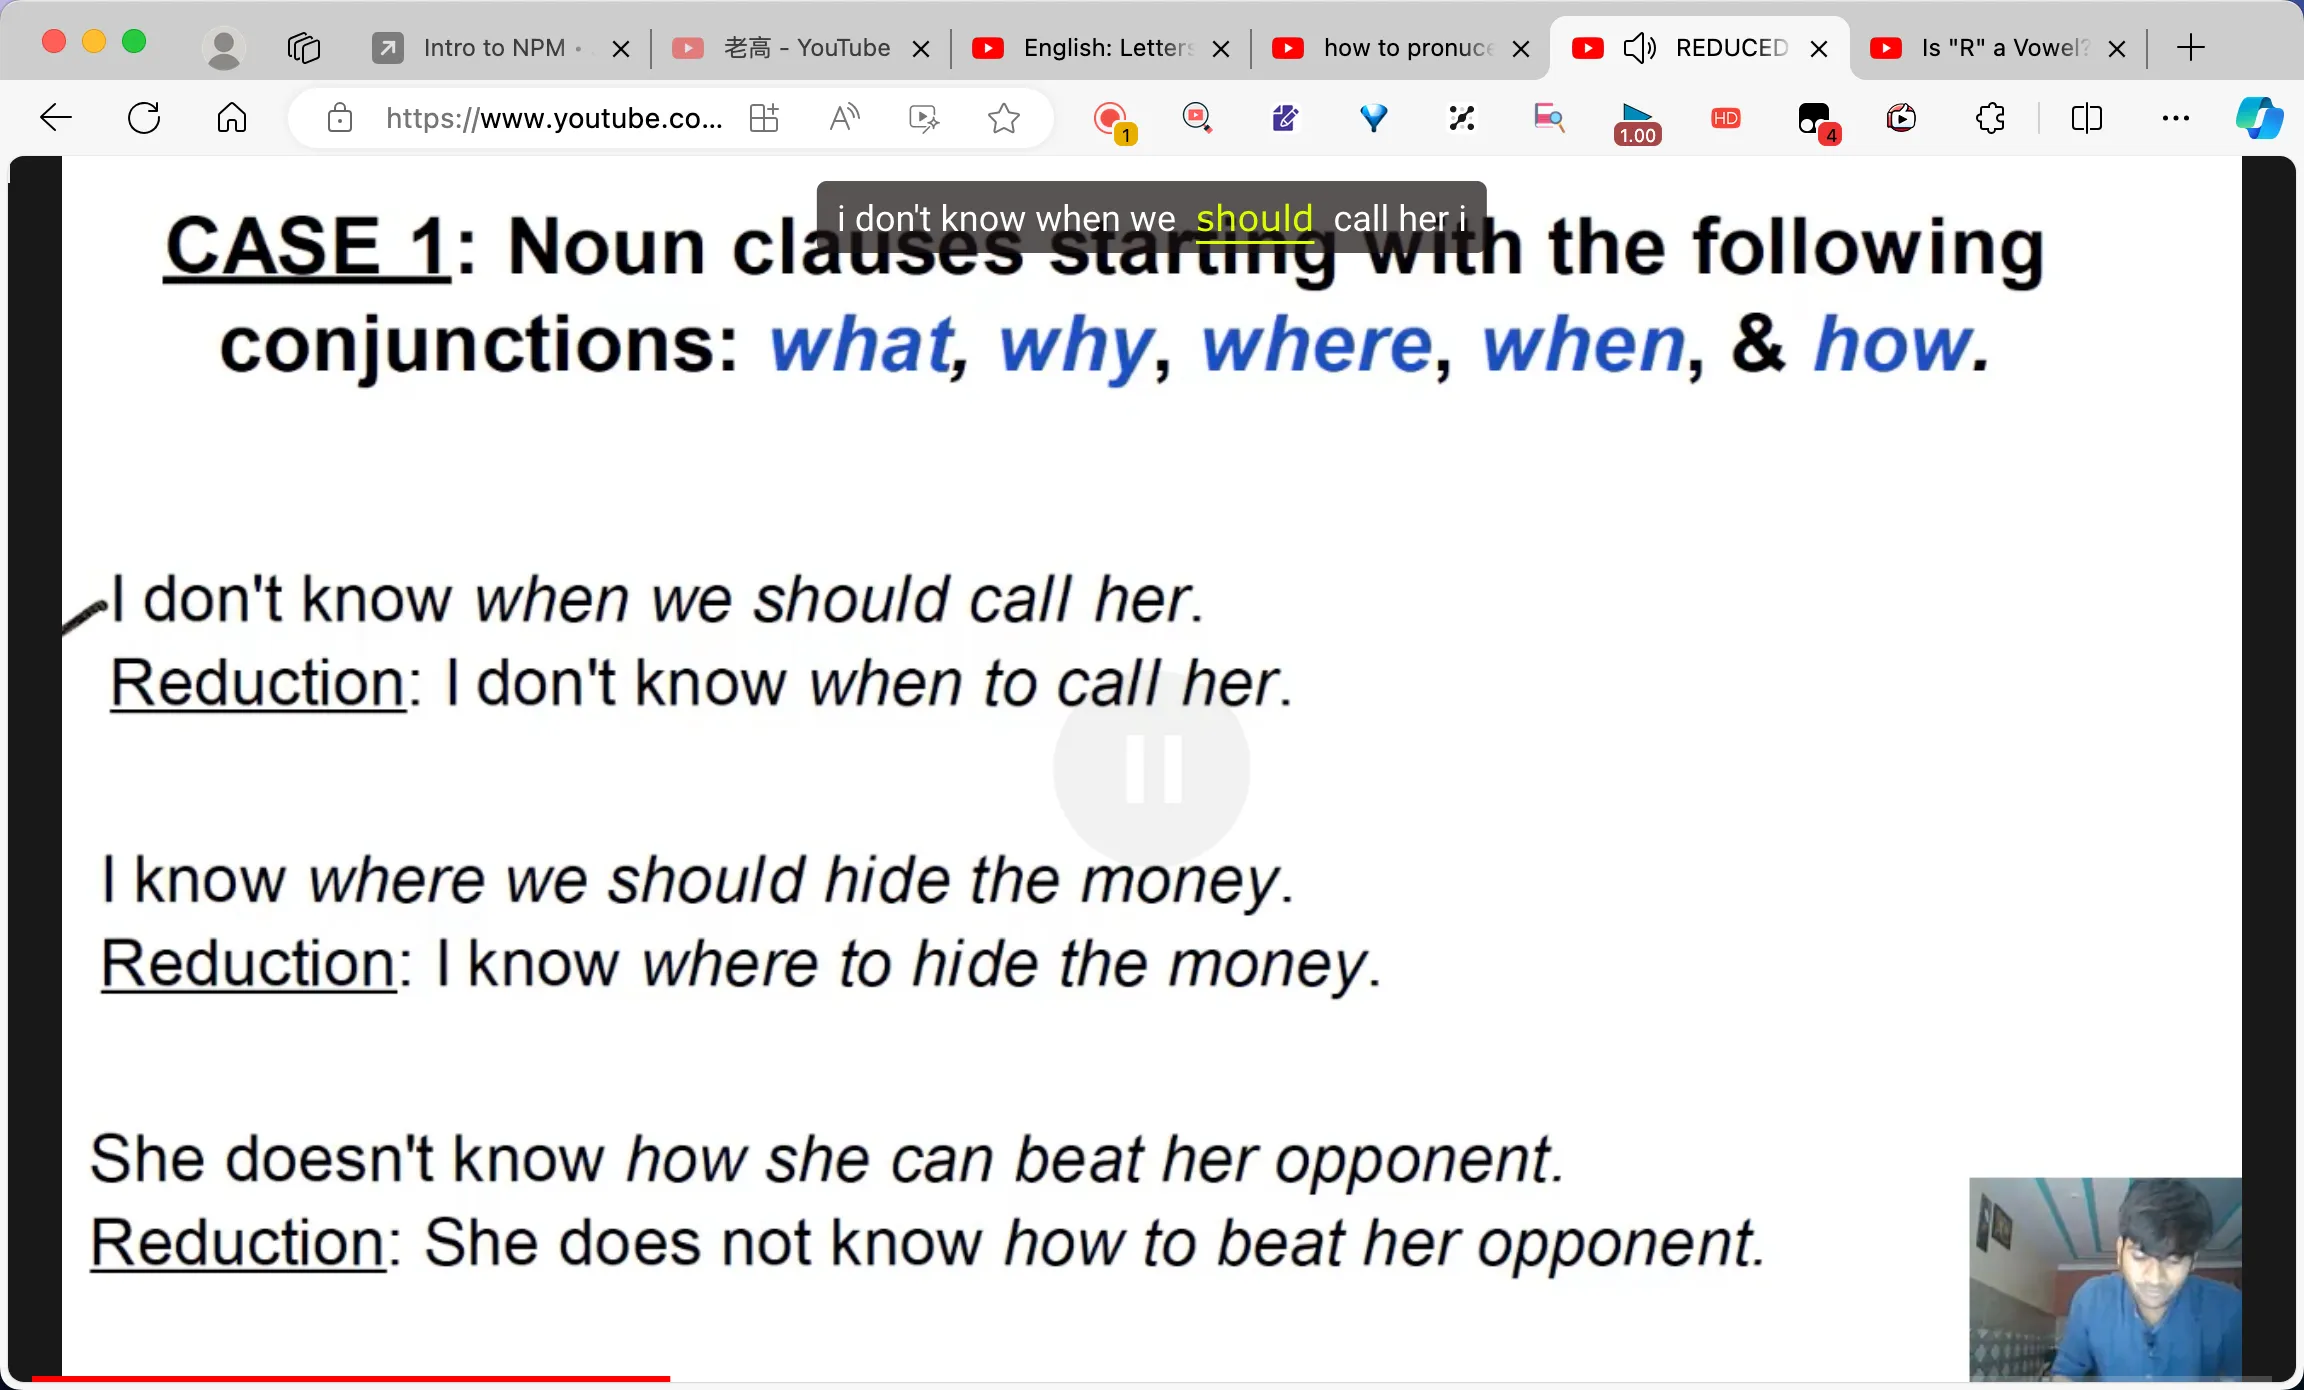 Intro to NPM
老高 - YouTube
English: Letters
how to pronuce
REDUCED
Is "R" a Vowel?
https://www.youtube.co...
1
1.00
HD
4
i don't know when we should call her i
CASE 1: Noun clauses starting with the following
conjunctions: what, why, where, when, & how.
I don't know when we should call her.
Reduction: I don't know when to call her.
I know where we should hide the money.
Reduction: I know where to hide the money.
She doesn't know how she can beat her opponent.
Reduction: She does not know how to beat her opponent.